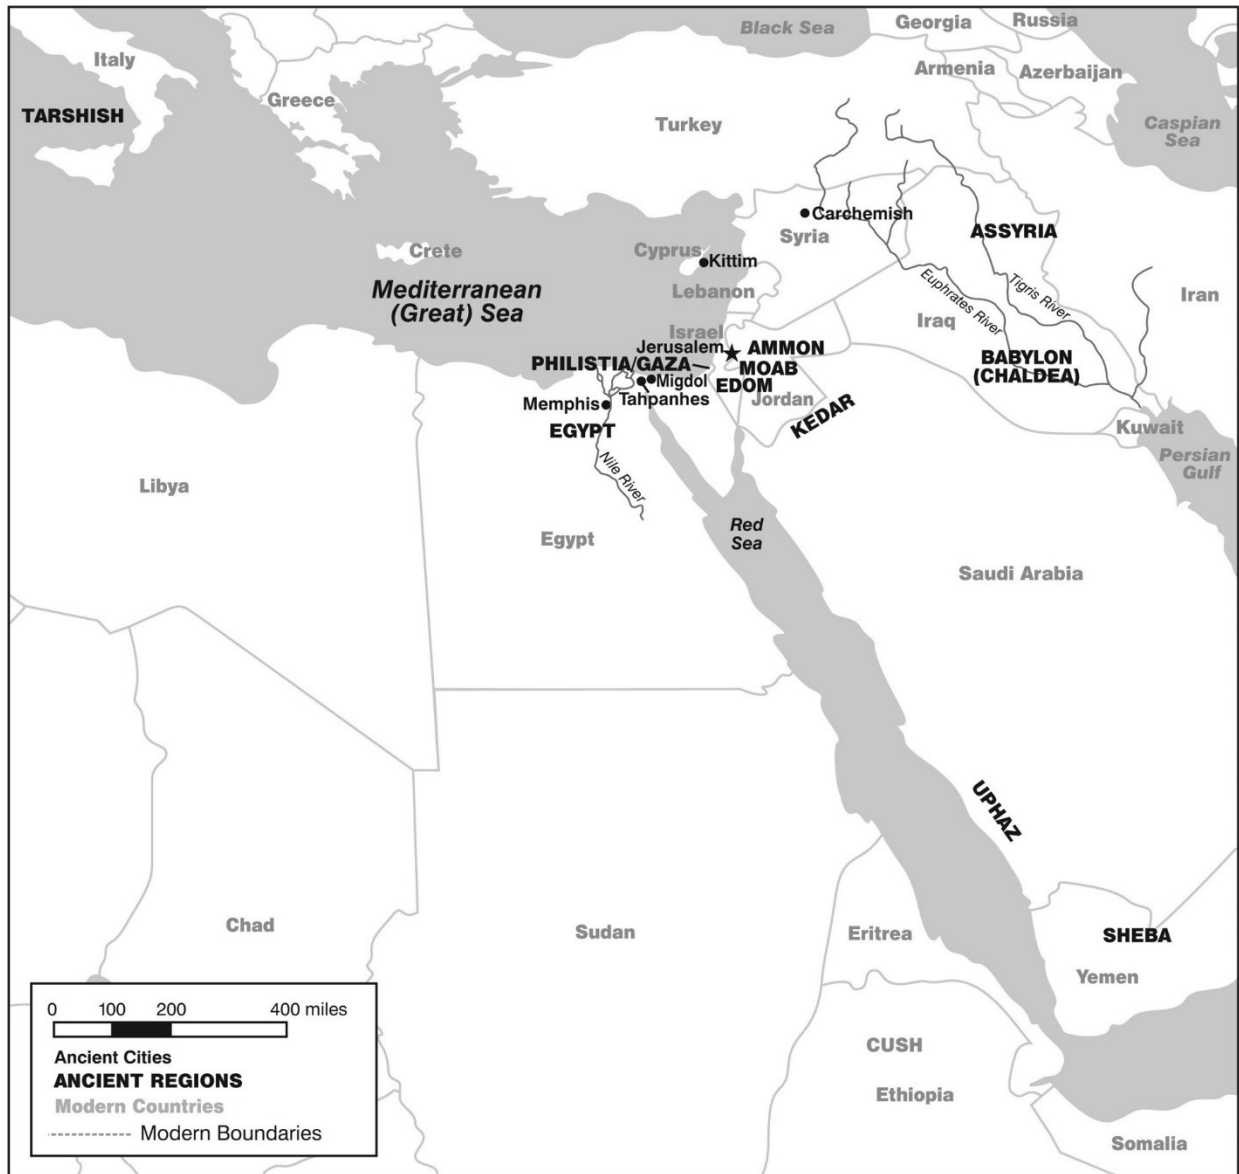 Black Sea
Georgia
Russia
Italy
Armenia
Azerbaijan
Greece
TARSHISH
Turkey
Caspian
Sea
Carchemish
Syria
ASSYRIA
Crete
Cyprus
Kittim
Mediterranean
(Great) Sea
Lebanon
Euphrates River
Tigris River
Iran
Iraq
Israel
Jerusalem
AMMON
PHILISTIA/GAZA
MOAB
BABYLON
(CHALDEA)
Migdol
EDOM
Tahpanhes
Jordan
Memphis
KEDAR
EGYPT
Kuwait
Persian
Gulf
Nile River
Libya
Red
Sea
Egypt
Saudi Arabia
UPHAZ
Chad
Sudan
Eritrea
SHEBA
Yemen
CUSH
Ethiopia
Somalia
0 100 200 400 miles
Ancient Cities
ANCIENT REGIONS
Modern Countries
Modern Boundaries